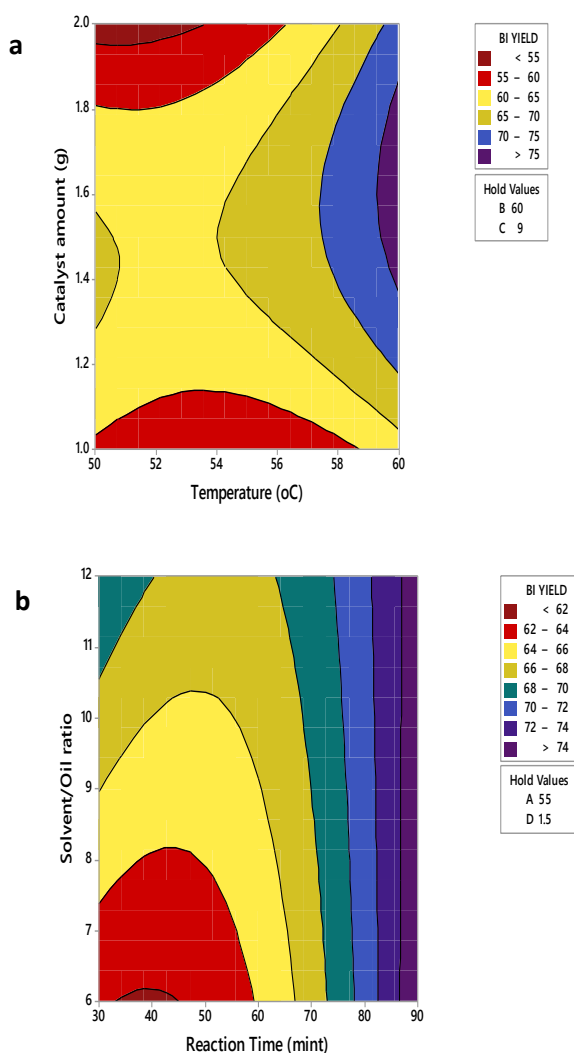 a
2.0
1.8
1.6
1.4
1.2
1.0
Catalyst amount (g)
50 52 54 56 58 60
Temperature (oC)
BI YIELD
< 55
55 – 60
60 – 65
65 – 70
70 – 75
> 75
Hold Values
B 60
C 9
b
12
11
10
9
8
7
6
Solvent/Oil ratio
30 40 50 60 70 80 90
Reaction Time (mint)
BI YIELD
< 62
62 – 64
64 – 66
66 – 68
68 – 70
70 – 72
72 – 74
> 74
Hold Values
A 55
D 1.5